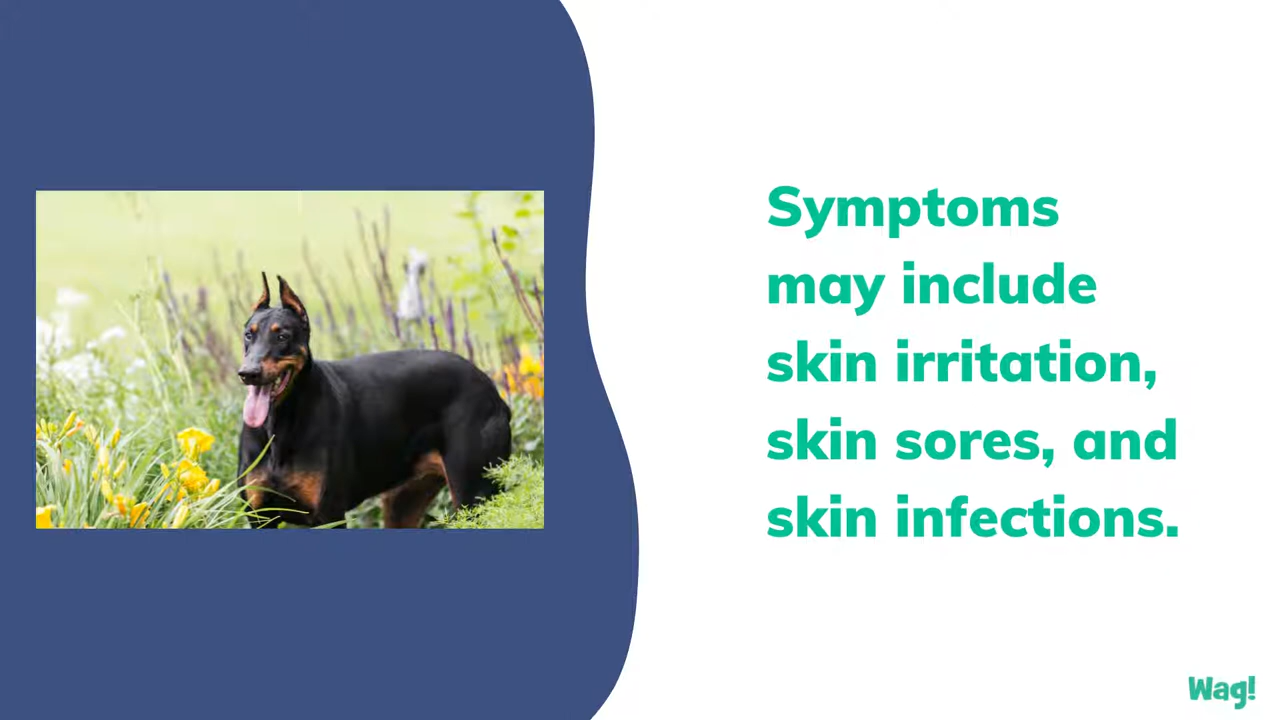 Symptoms
may include
skin irritation,
skin sores, and
skin infections.
Wag!